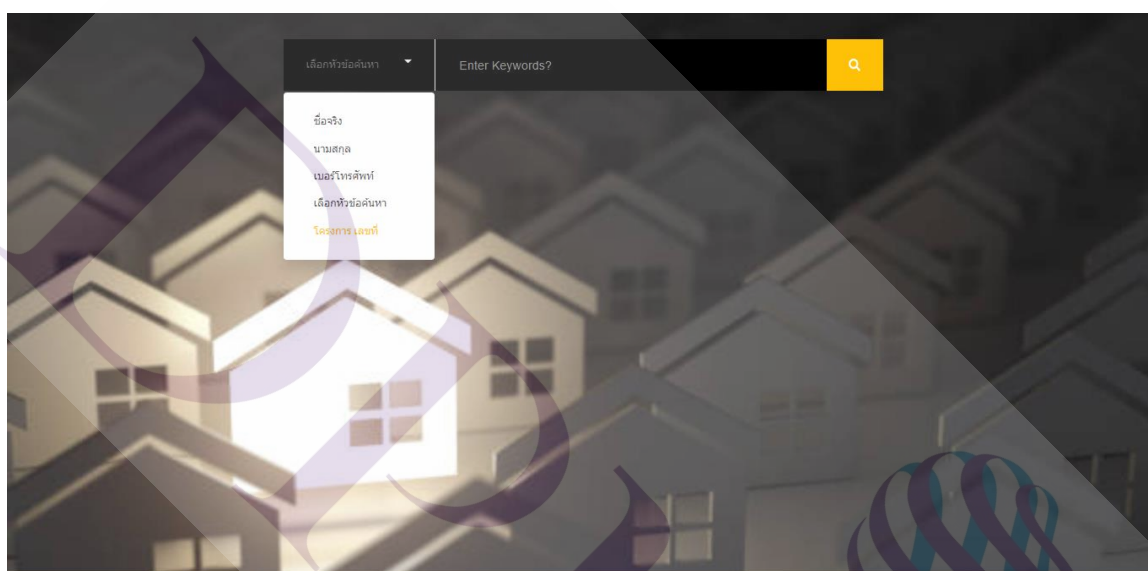 เลือกหัวข้อค้นหา
Enter Keywords?
ชื่อจริง
นามสกุล
เบอร์โทรศัพท์
เลือกหัวข้อค้นหา
โครงการ เลขที่